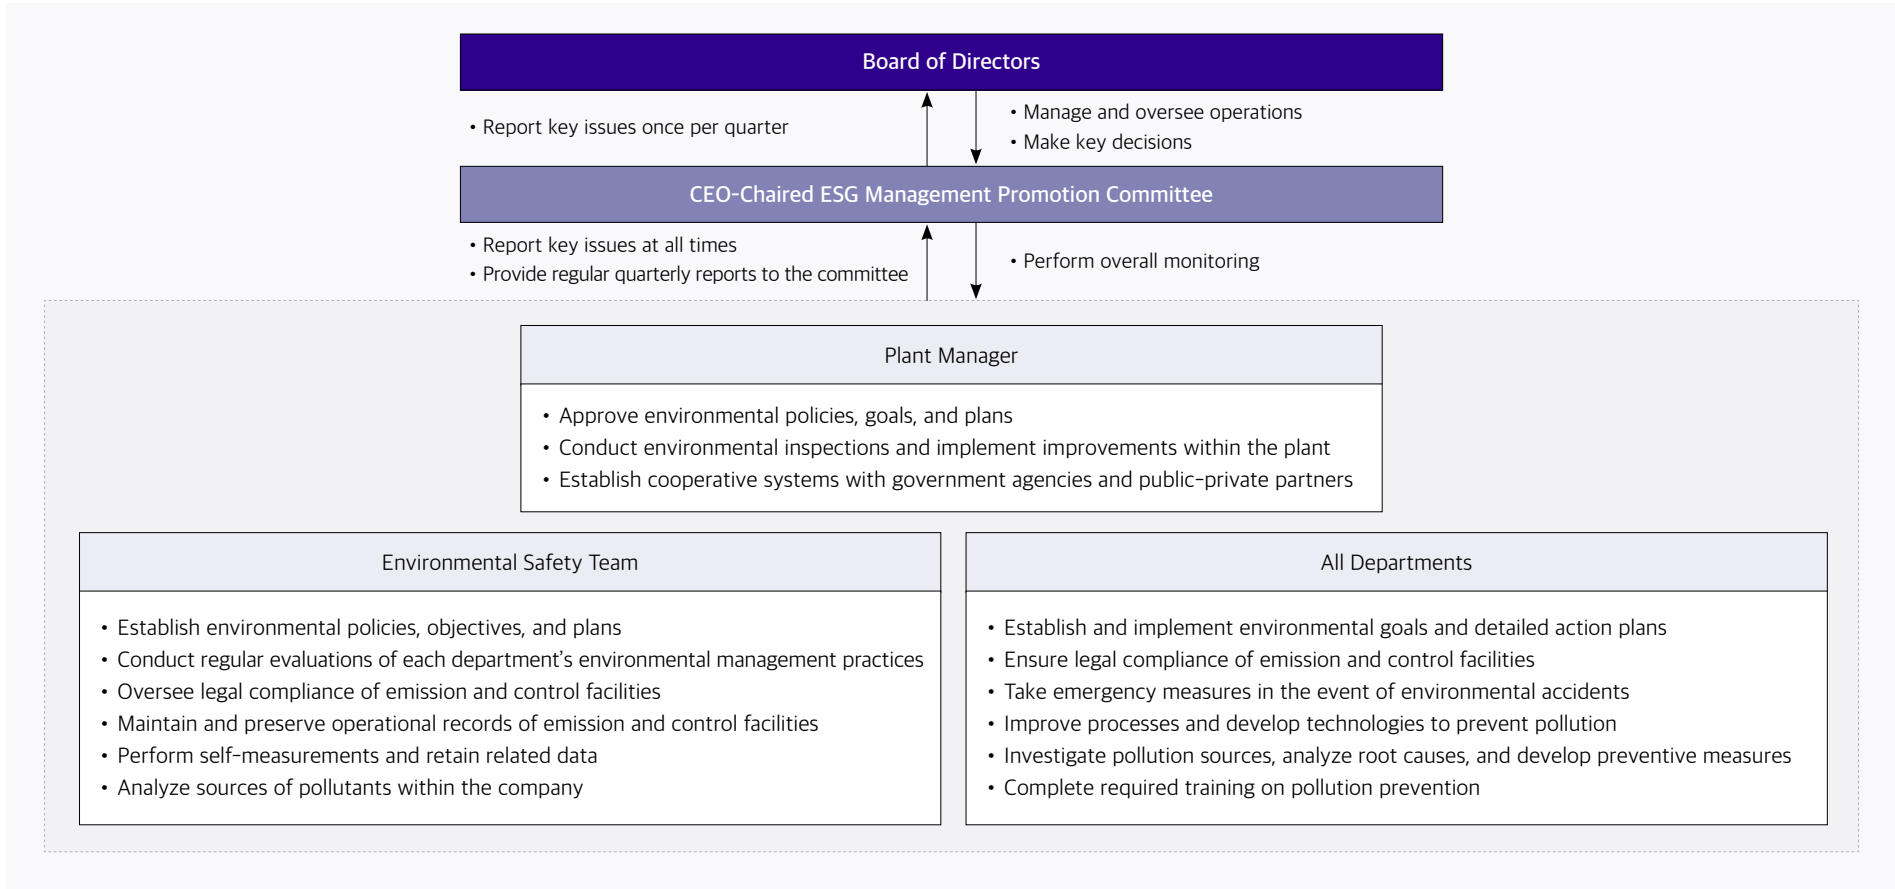 Board of Directors
• Report key issues once per quarter
• Manage and oversee operations
• Make key decisions
CEO-Chaired ESG Management Promotion Committee
• Report key issues at all times
• Provide regular quarterly reports to the committee
• Perform overall monitoring
Plant Manager
• Approve environmental policies, goals, and plans
• Conduct environmental inspections and implement improvements within the plant
• Establish cooperative systems with government agencies and public-private partners
Environmental Safety Team
• Establish environmental policies, objectives, and plans
• Conduct regular evaluations of each department’s environmental management practices
• Oversee legal compliance of emission and control facilities
• Maintain and preserve operational records of emission and control facilities
• Perform self-measurements and retain related data
• Analyze sources of pollutants within the company
All Departments
• Establish and implement environmental goals and detailed action plans
• Ensure legal compliance of emission and control facilities
• Take emergency measures in the event of environmental accidents
• Improve processes and develop technologies to prevent pollution
• Investigate pollution sources, analyze root causes, and develop preventive measures
• Complete required training on pollution prevention